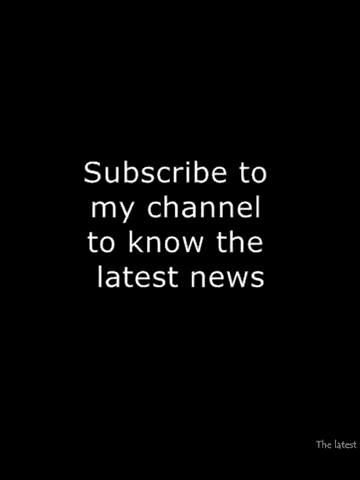 Subscribe to
my channel
to know the
latest news
The latest